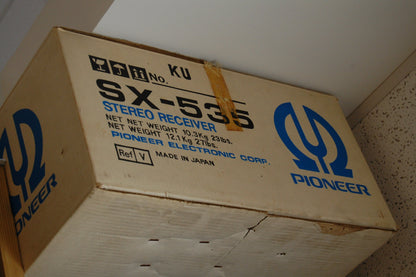 No. KU
SX-535
STEREO RECEIVER
NET NET WEIGHT 10.3Kg 23lbs.
NET WEIGHT 12.1Kg 27lbs.
PIONEER ELECTRONIC CORP.
Ref V MADE IN JAPAN
PIONEER